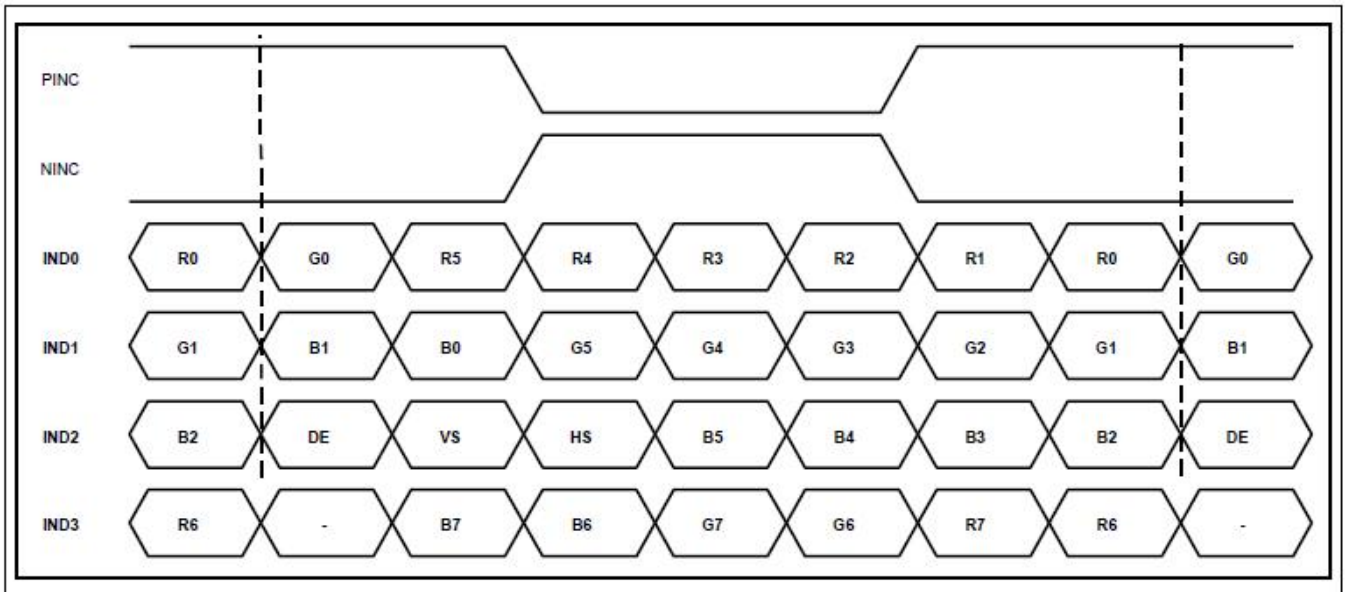 PINC
NINC
IND0 R0 G0 R5 R4 R3 R2 R1 R0 G0
IND1 G1 B1 B0 G5 G4 G3 G2 G1 B1
IND2 B2 DE VS HS B5 B4 B3 B2 DE
IND3 R6 - B7 B6 G7 G6 R7 R6 -